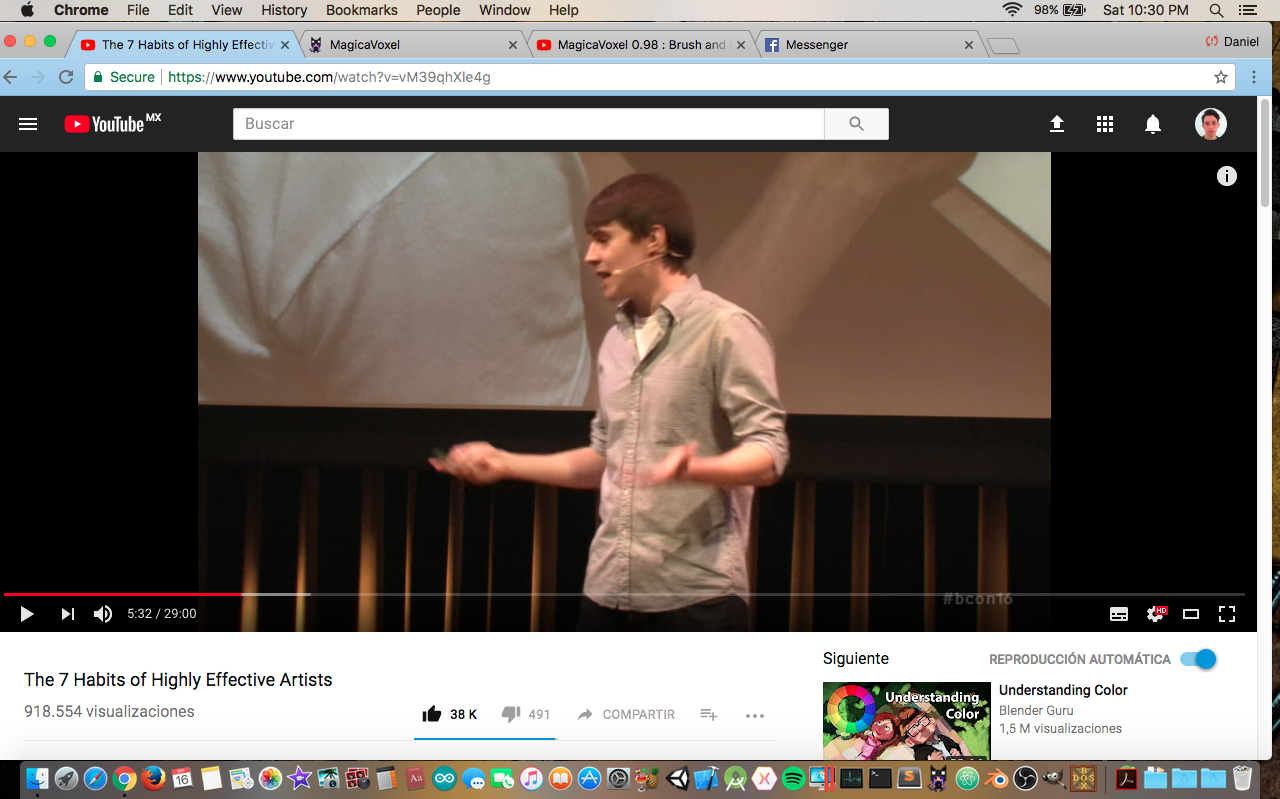 Chrome File Edit View History Bookmarks People Window Help 98% Sat 10:30 PM
The 7 Habits of Highly Effectiv MagicaVoxel MagicaVoxel 0.98 : Brush and Messenger Daniel
Secure https://www.youtube.com/watch?v=vM39qhXle4g
YouTube MX Buscar
#bcon16
5:32 / 29:00 HD
Siguiente REPRODUCCIÓN AUTOMÁTICA
The 7 Habits of Highly Effective Artists
918.554 visualizaciones
38 K 491 COMPARTIR
Understanding Color
Understanding Color
Blender Guru
1,5 M visualizaciones
16
DOS